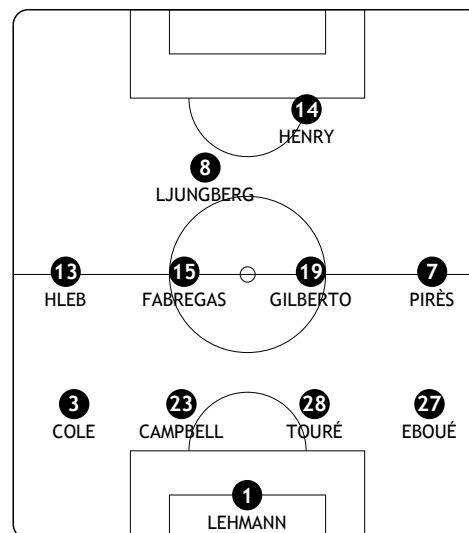 14
HENRY
8
LJUNGBERG
13 15 19 7
HLEB FABREGAS GILBERTO PIRÈS
3 23 28 27
COLE CAMPBELL TOURÉ EBOUÉ
1
LEHMANN